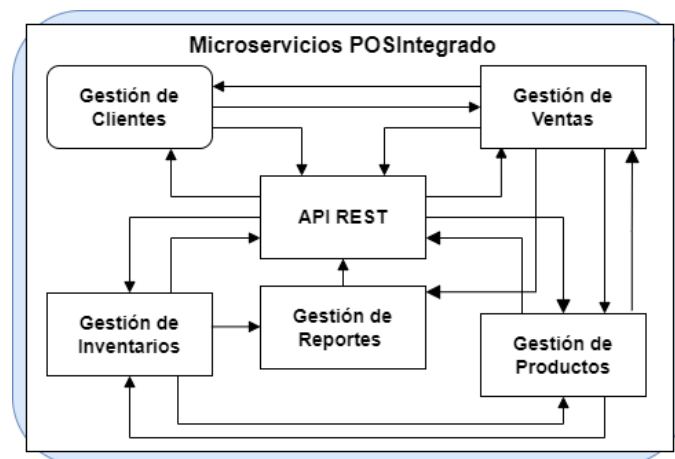 Microservicios POSIntegrado
Gestión de
Clientes
Gestión de
Ventas
API REST
Gestión de
Inventarios
Gestión de
Reportes
Gestión de
Productos